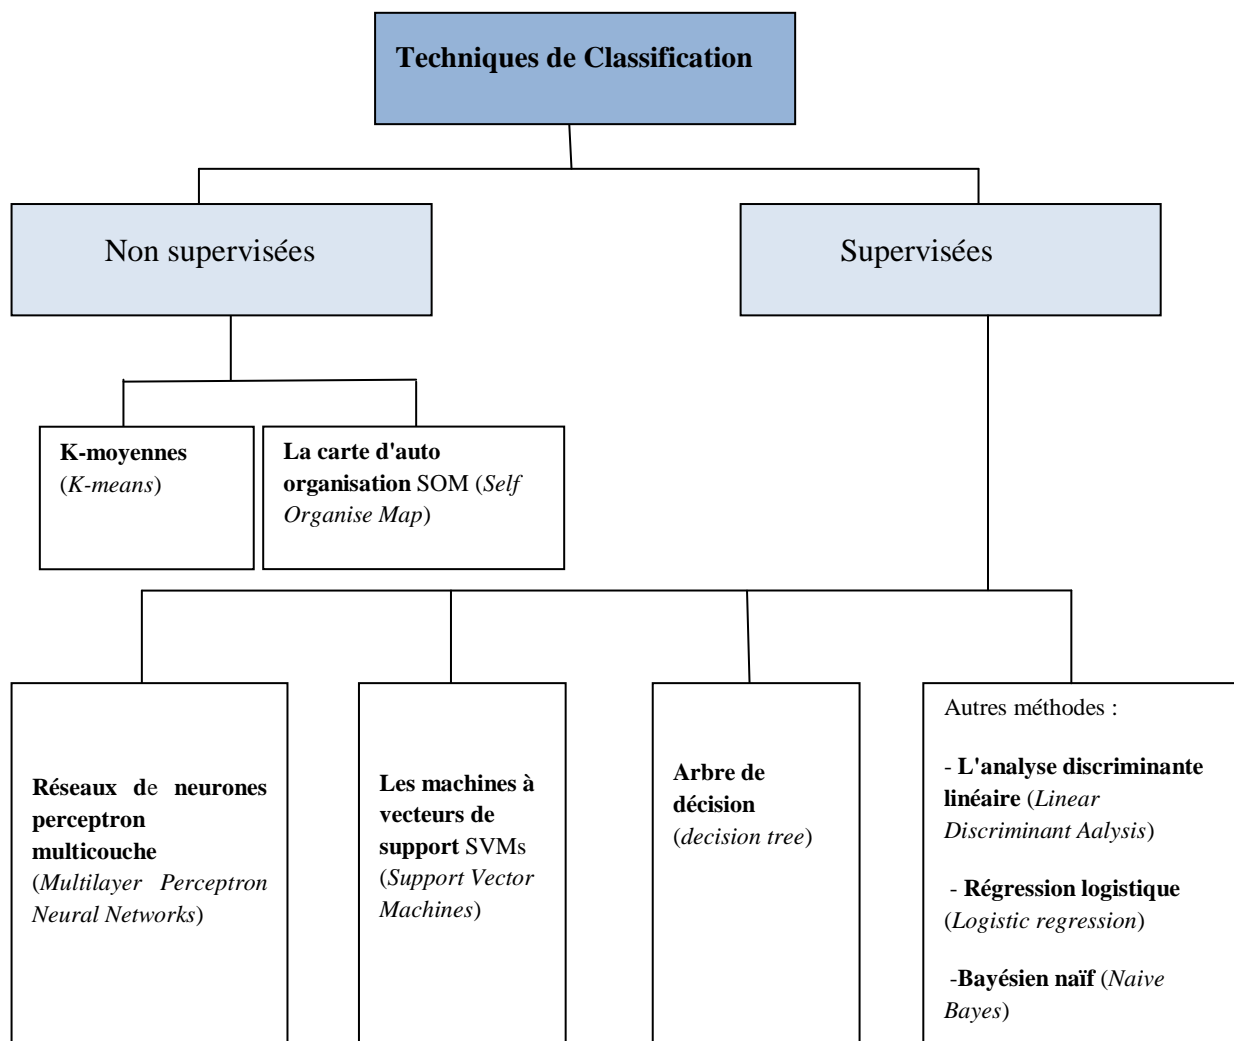 Techniques de Classification
Non supervisées
Supervisées
K-moyennes
(K-means)
La carte d'auto
organisation SOM (Self
Organise Map)
Réseaux de neurones
perceptron
multicouche
(Multilayer Perceptron
Neural Networks)
Les machines à
vecteurs de
support SVMs
(Support Vector
Machines)
Arbre de
décision
(decision tree)
Autres méthodes :
- L'analyse discriminante
linéaire (Linear
Discriminant Aalysis)
- Régression logistique
(Logistic regression)
-Bayésien naïf (Naive
Bayes)